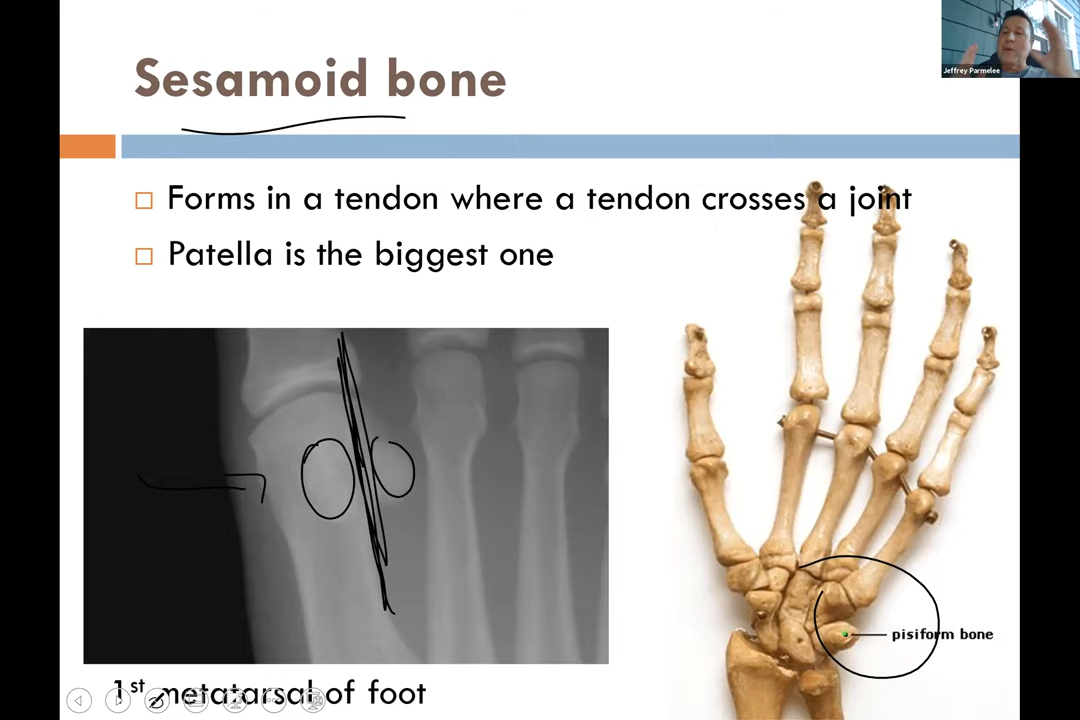 Jeffrey Parmelee
Sesamoid bone
Forms in a tendon where a tendon crosses a joint
Patella is the biggest one
pisiform bone
1st metatarsal of foot